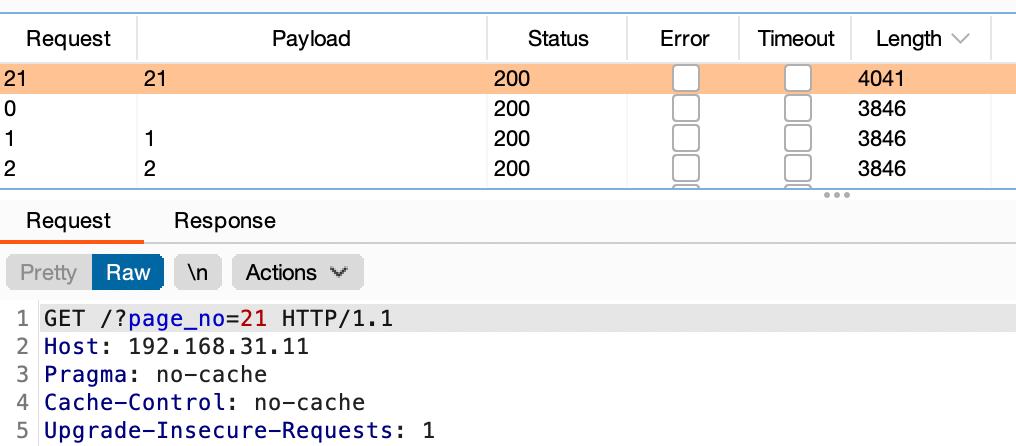 Request Payload Status Error Timeout Length
21 21 200 4041
0 200 3846
1 1 200 3846
2 2 200 3846
Request Response
Pretty Raw \n Actions
1 GET /?page_no=21 HTTP/1.1
2 Host: 192.168.31.11
3 Pragma: no-cache
4 Cache-Control: no-cache
5 Upgrade-Insecure-Requests: 1